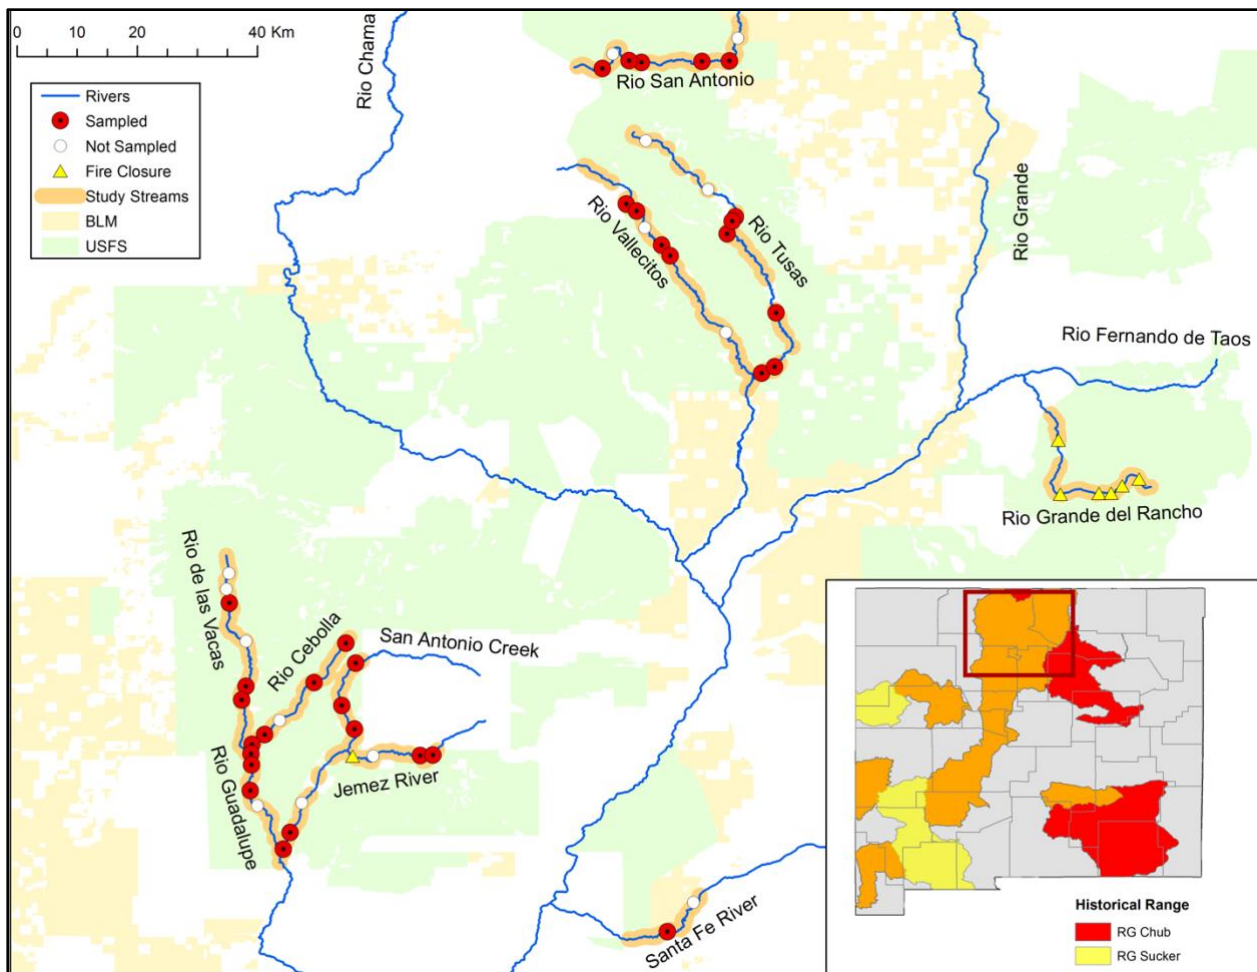 0 10 20 40 Km
Rivers
Sampled
Not Sampled
Fire Closure
Study Streams
BLM
USFS
Rio Chama
Rio San Antonio
Rio Vallecitos
Rio Tusas
Rio Grande
Rio Fernando de Taos
Rio Grande del Rancho
Rio de las Vacas
Rio Cebolla
San Antonio Creek
Rio Guadalupe
Jemez River
Santa Fe River
Historical Range
RG Chub
RG Sucker